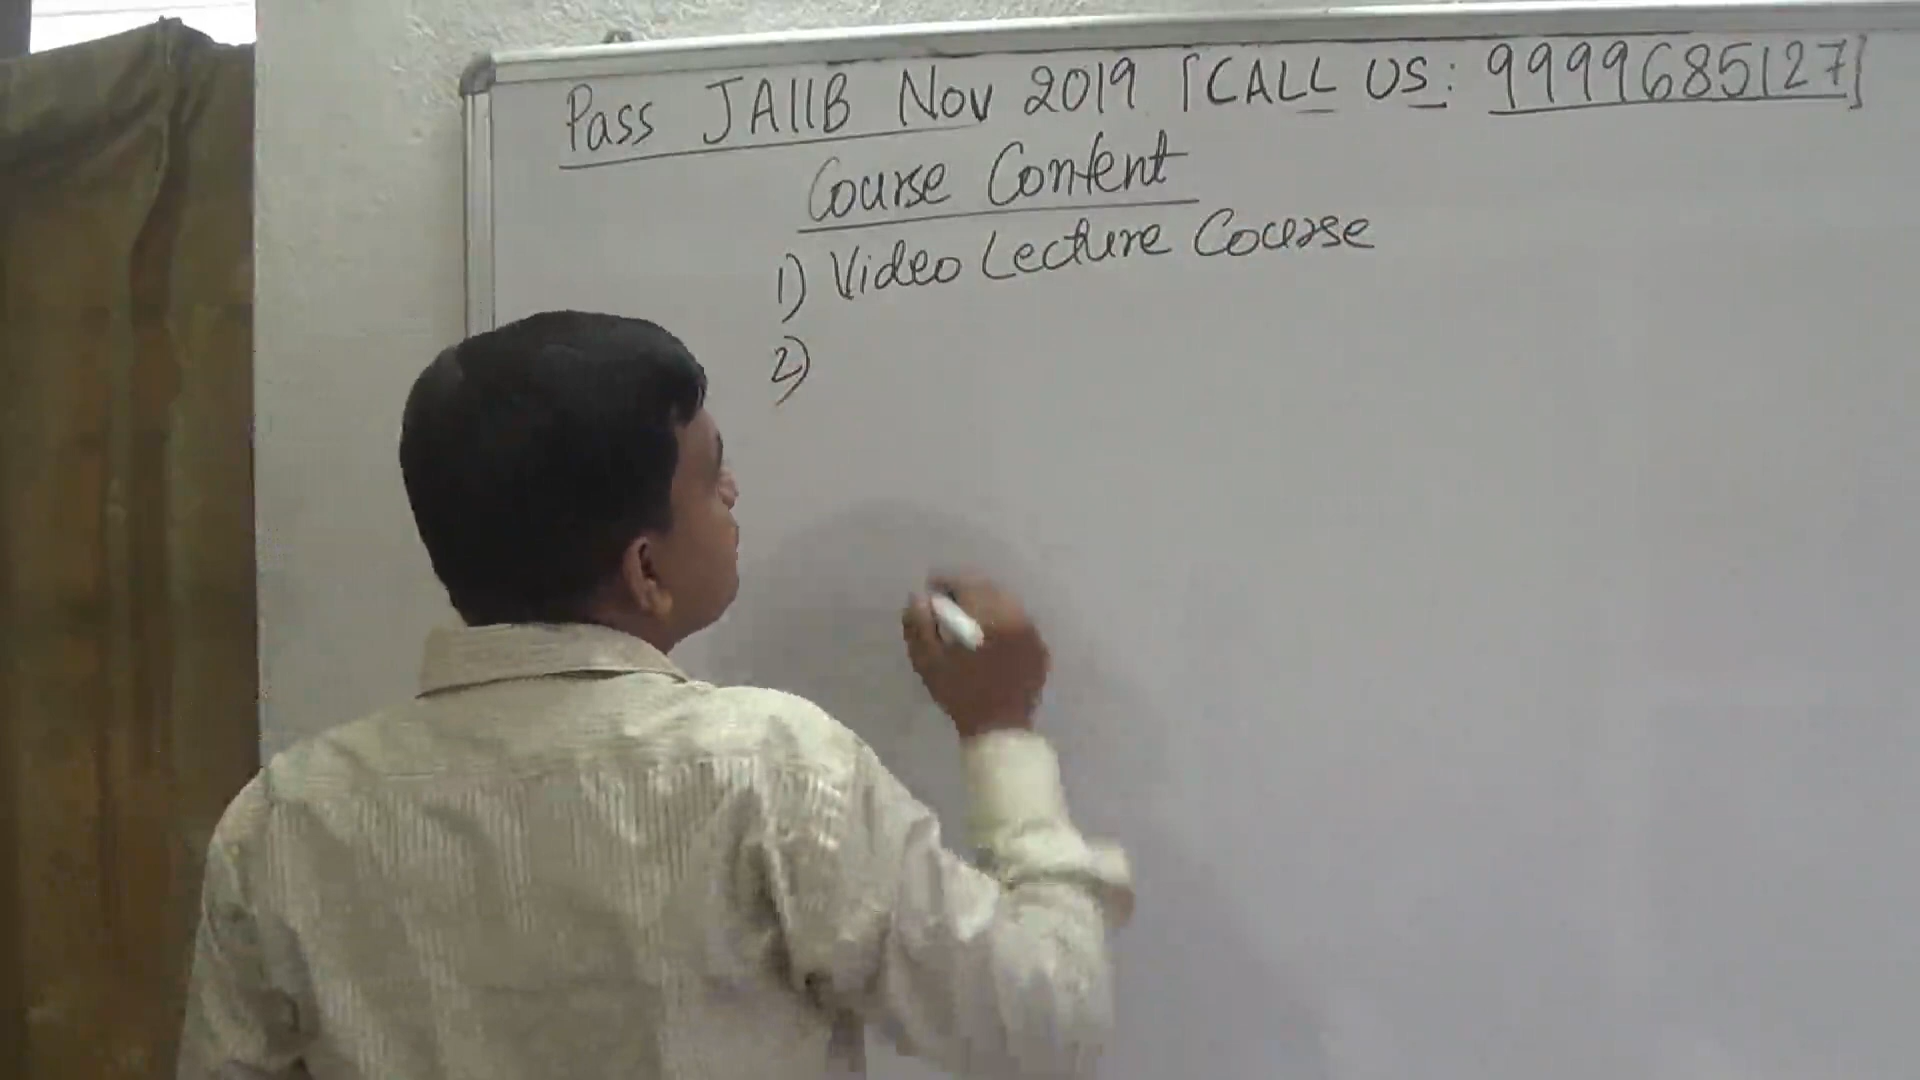 Pass JAIIB Nov 2019 [CALL US: 9999685127]
Course Content
1) Video Lecture Course
2)